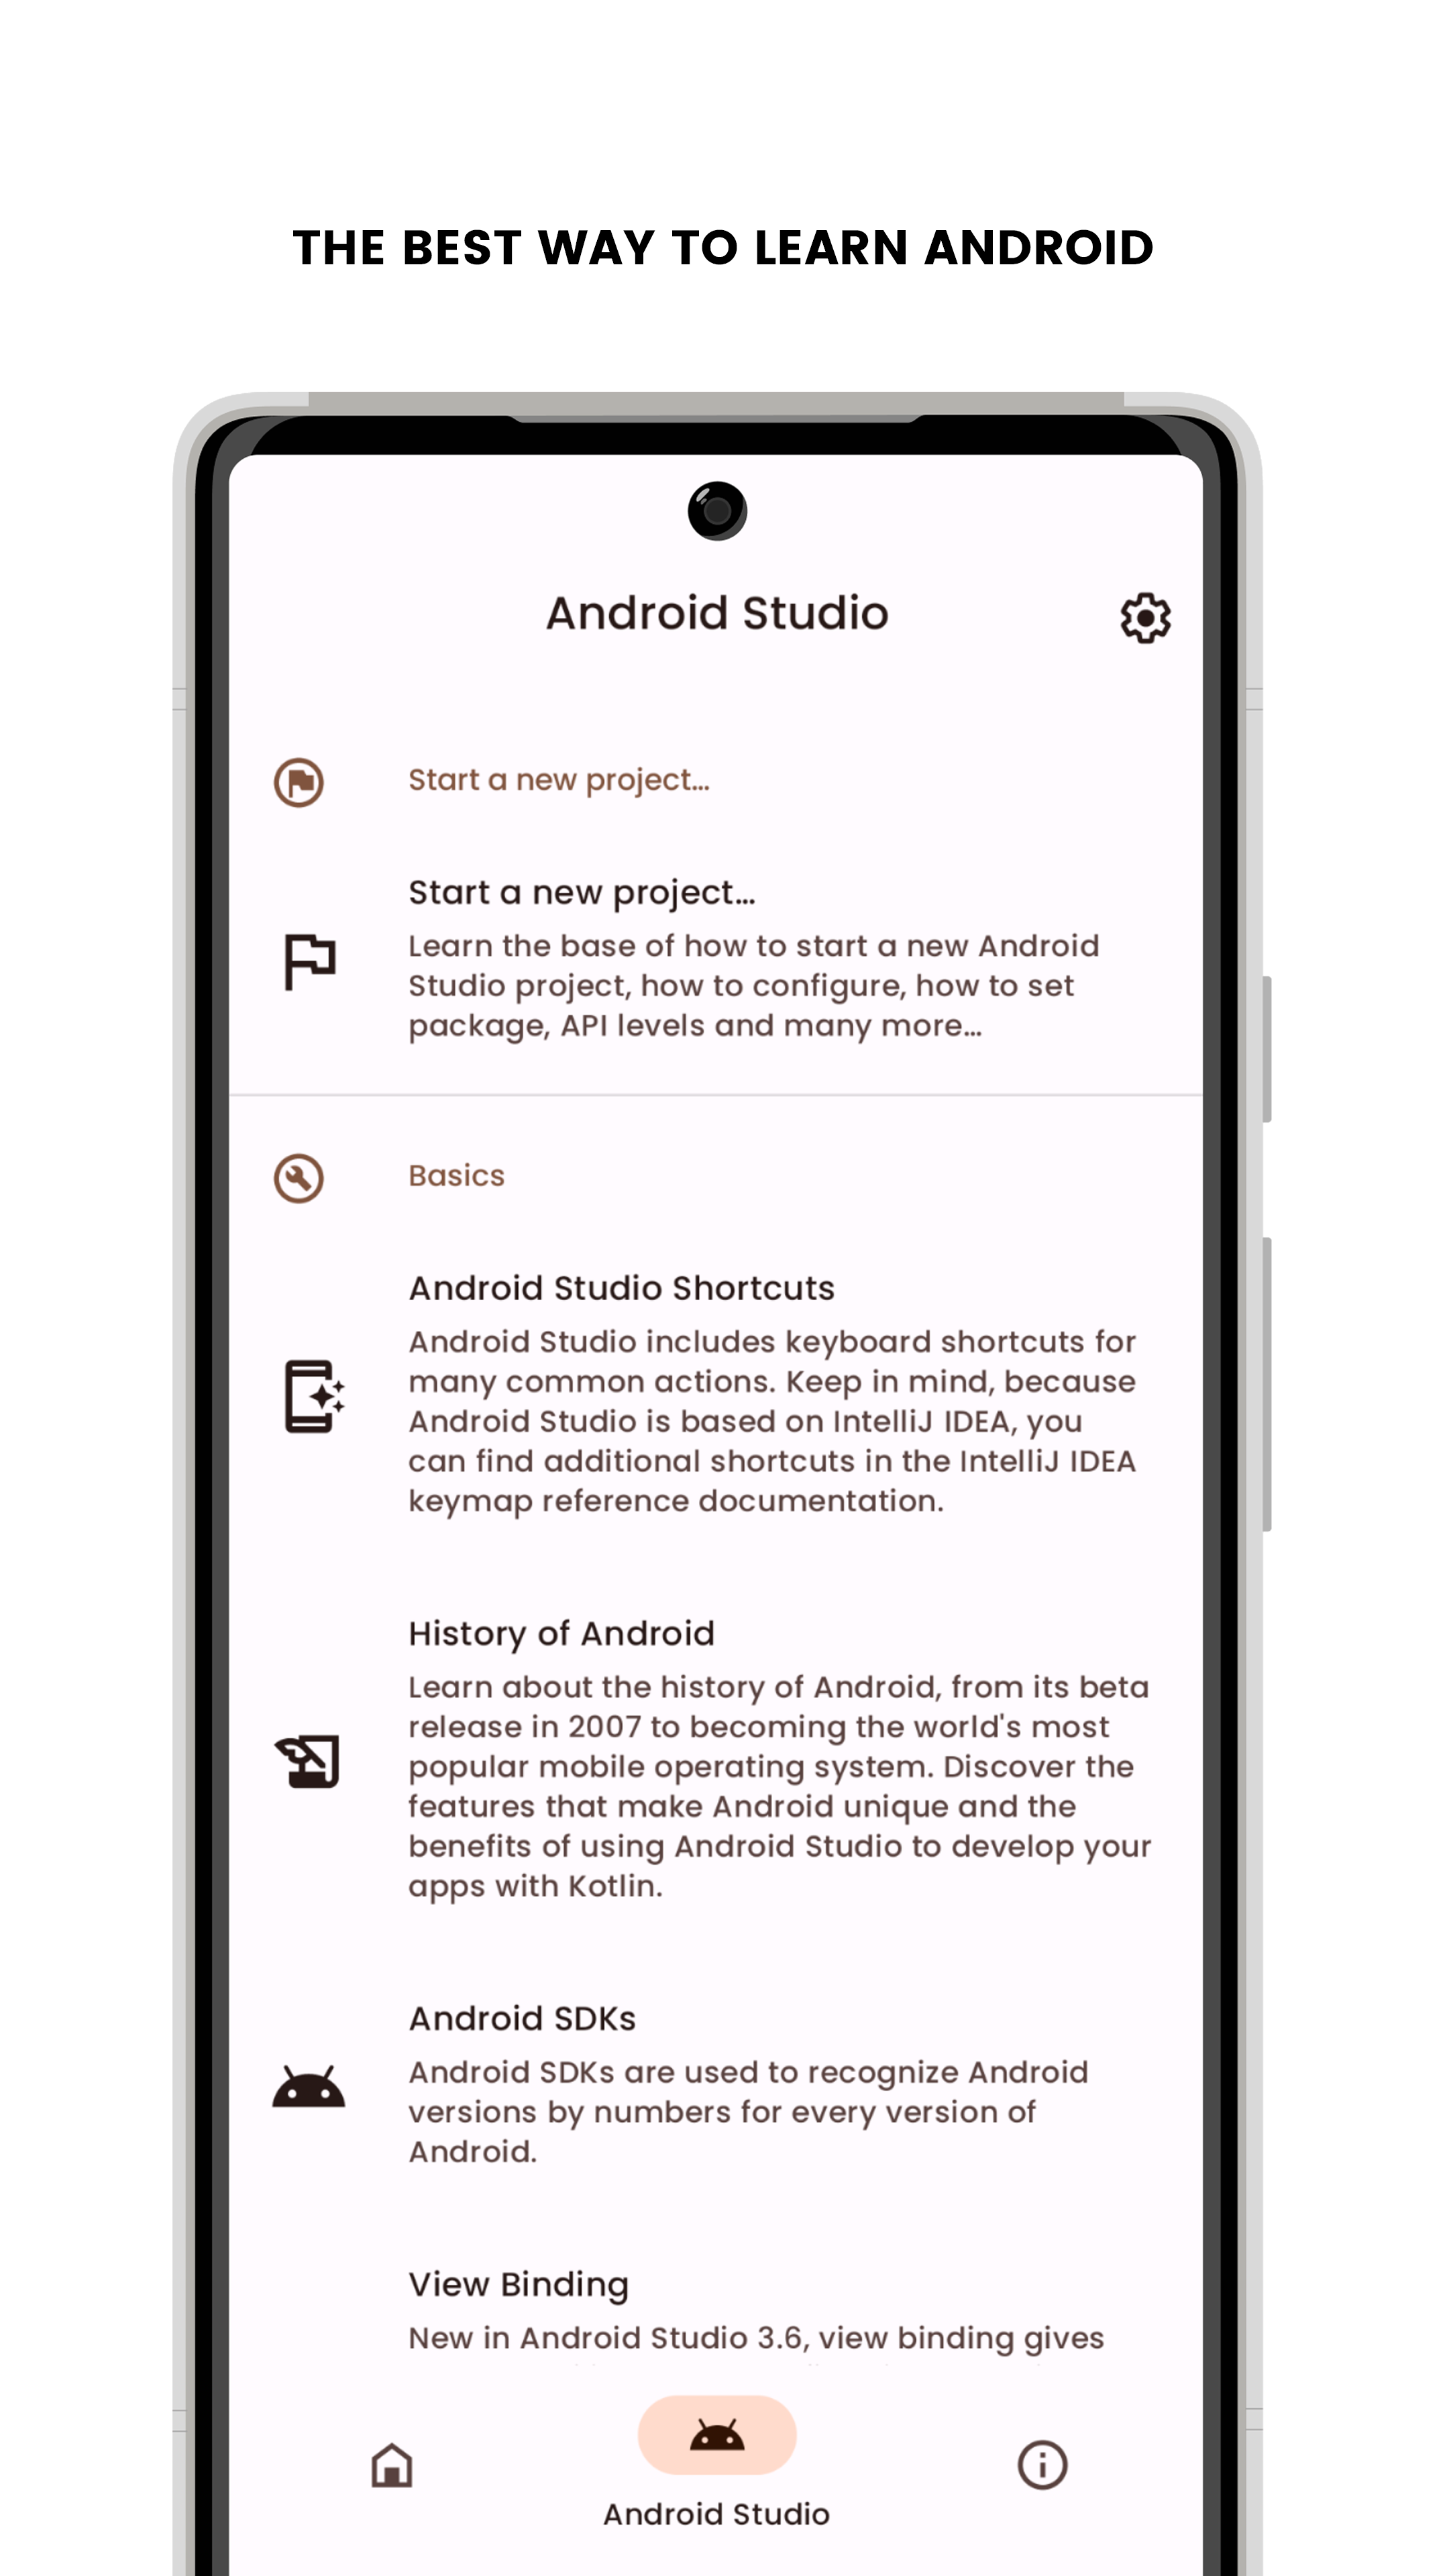 THE BEST WAY TO LEARN ANDROID
Android Studio
Start a new project...
Start a new project...
Learn the base of how to start a new Android
Studio project, how to configure, how to set
package, API levels and many more...
Basics
Android Studio Shortcuts
Android Studio includes keyboard shortcuts for
many common actions. Keep in mind, because
Android Studio is based on IntelliJ IDEA, you
can find additional shortcuts in the IntelliJ IDEA
keymap reference documentation.
History of Android
Learn about the history of Android, from its beta
release in 2007 to becoming the world's most
popular mobile operating system. Discover the
features that make Android unique and the
benefits of using Android Studio to develop your
apps with Kotlin.
Android SDKs
Android SDKs are used to recognize Android
versions by numbers for every version of
Android.
View Binding
New in Android Studio 3.6, view binding gives
Android Studio